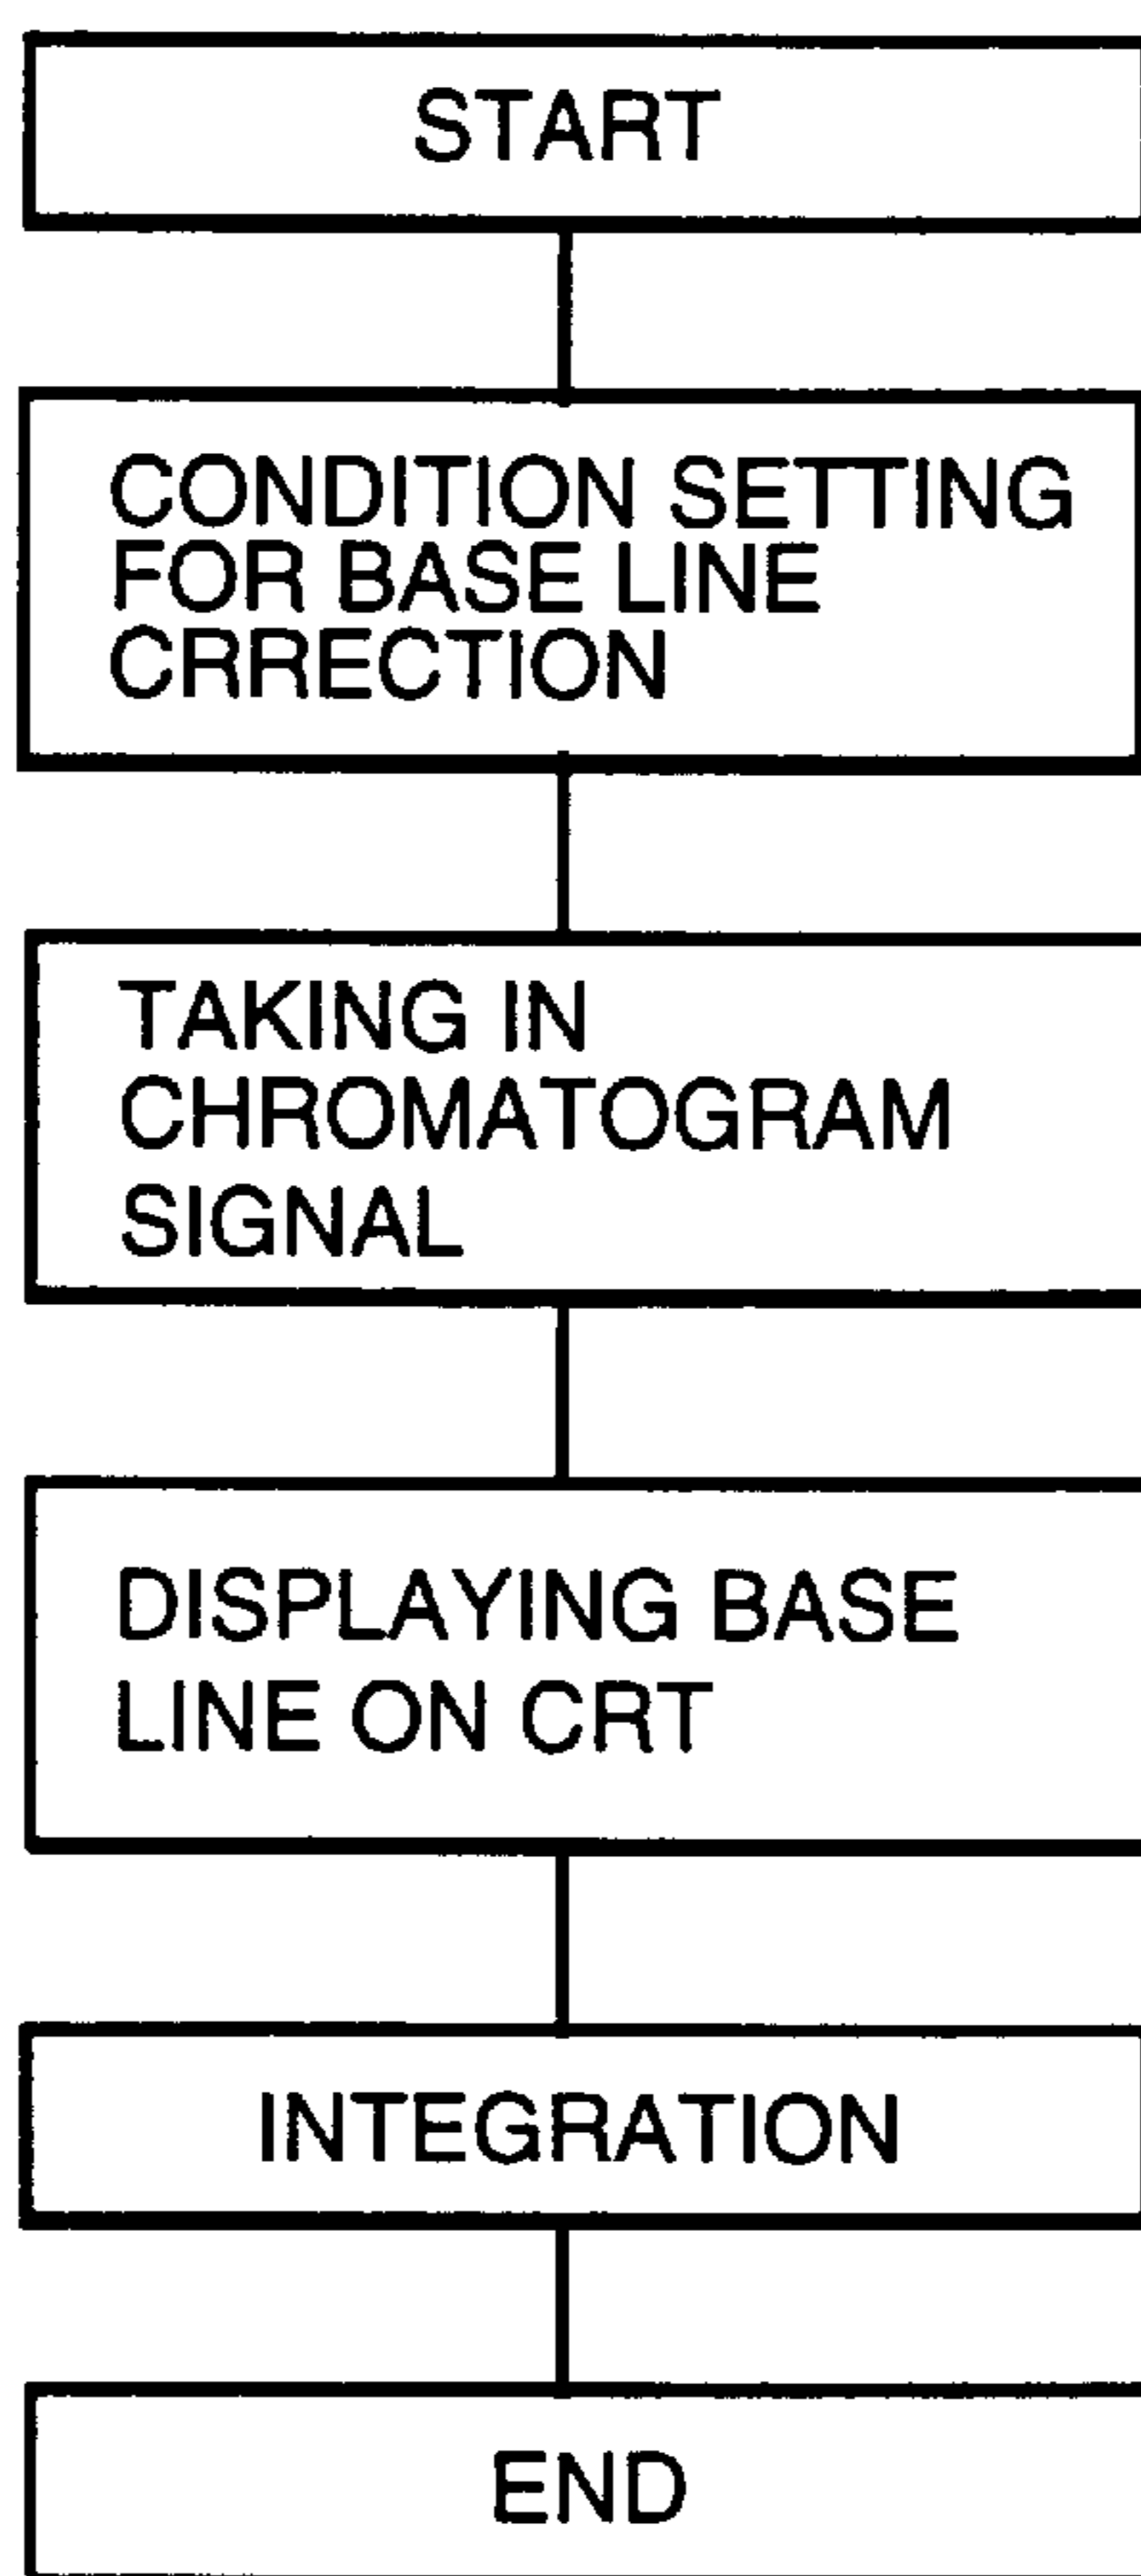 START
CONDITION SETTING
FOR BASE LINE
CRRECTION
TAKING IN
CHROMATOGRAM
SIGNAL
DISPLAYING BASE
LINE ON CRT
INTEGRATION
END